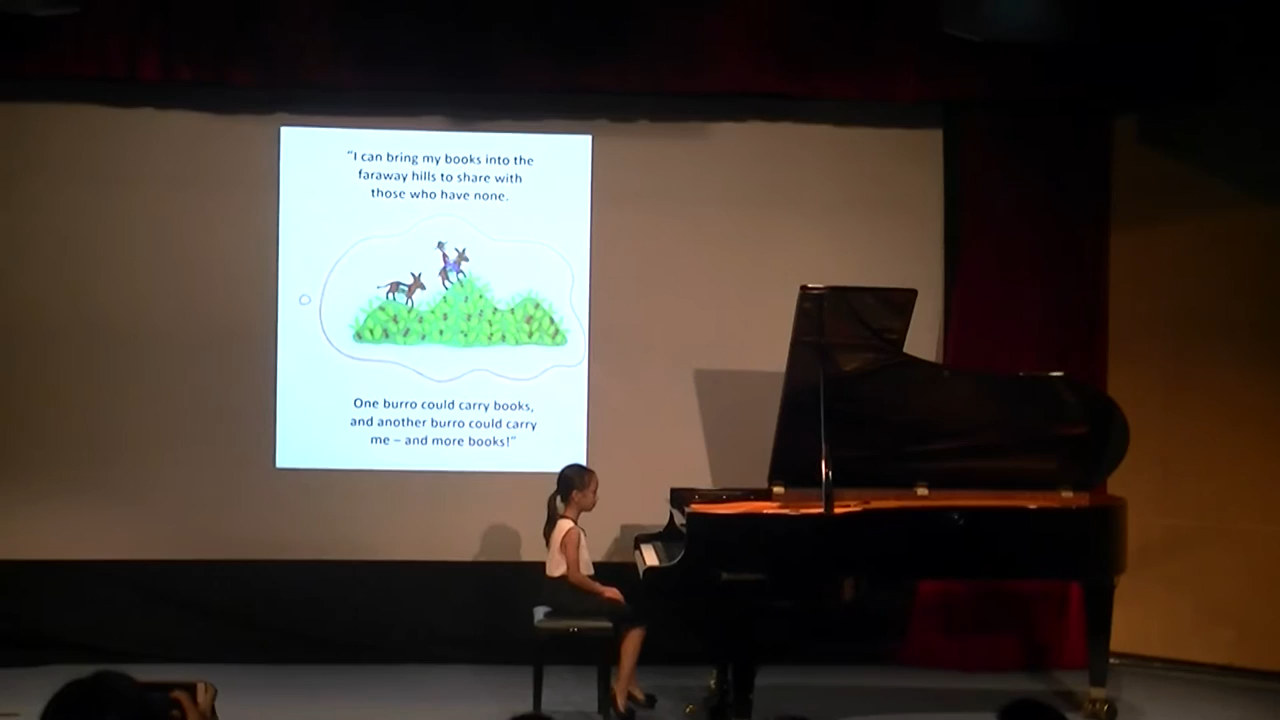 “I can bring my books into the
faraway hills to share with
those who have none.
One burro could carry books,
and another burro could carry
me – and more books!”